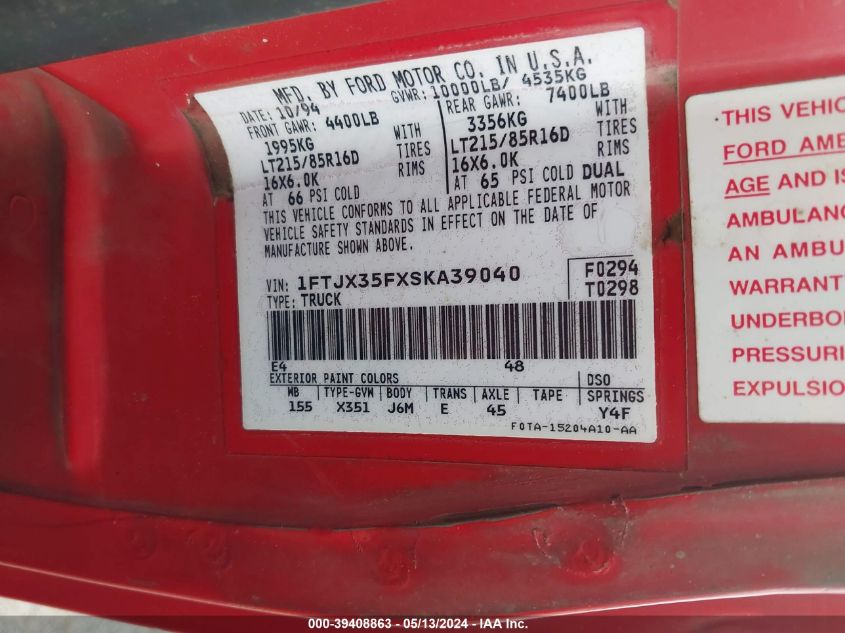 MFD. BY FORD MOTOR CO. IN U.S.A.
DATE: 10/94 GVWR: 10000LB/ 4535KG
FRONT GAWR: 4400LB REAR GAWR: 7400LB
1995KG WITH 3356KG WITH
LT215/85R16D TIRES LT215/85R16D TIRES
16X6.0K RIMS 16X6.0K RIMS
AT 66 PSI COLD AT 65 PSI COLD DUAL
THIS VEHICLE CONFORMS TO ALL APPLICABLE FEDERAL MOTOR
VEHICLE SAFETY STANDARDS IN EFFECT ON THE DATE OF
MANUFACTURE SHOWN ABOVE.
VIN: 1FTJX35FXSKA39040 F0294
TYPE: TRUCK T0298
E4 48
EXTERIOR PAINT COLORS DSO
WB TYPE-GVW BODY TRANS AXLE TAPE SPRINGS
155 X351 J6M E 45 Y4F
F0TA-15204A10-AA
THIS VEHIC
FORD AMB
AGE AND IS
AMBULANC
AN AMBU
WARRANT
UNDERBO
PRESSURI
EXPULSIO
000-39408863 - 05/13/2024 - IAA Inc.